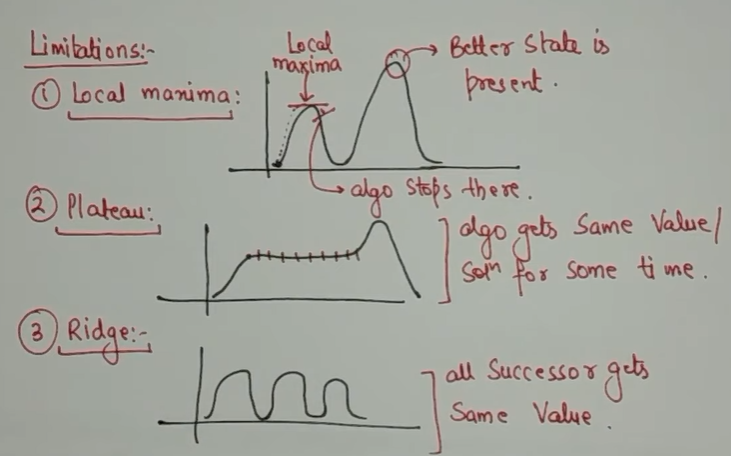 Limitations:-
① Local maxima:
Local
maxima
Better State is
present.
algo stops there.
② Plateau:
algo gets Same Value/
Solⁿ for some time.
③ Ridge:-
all Successor gets
Same Value.